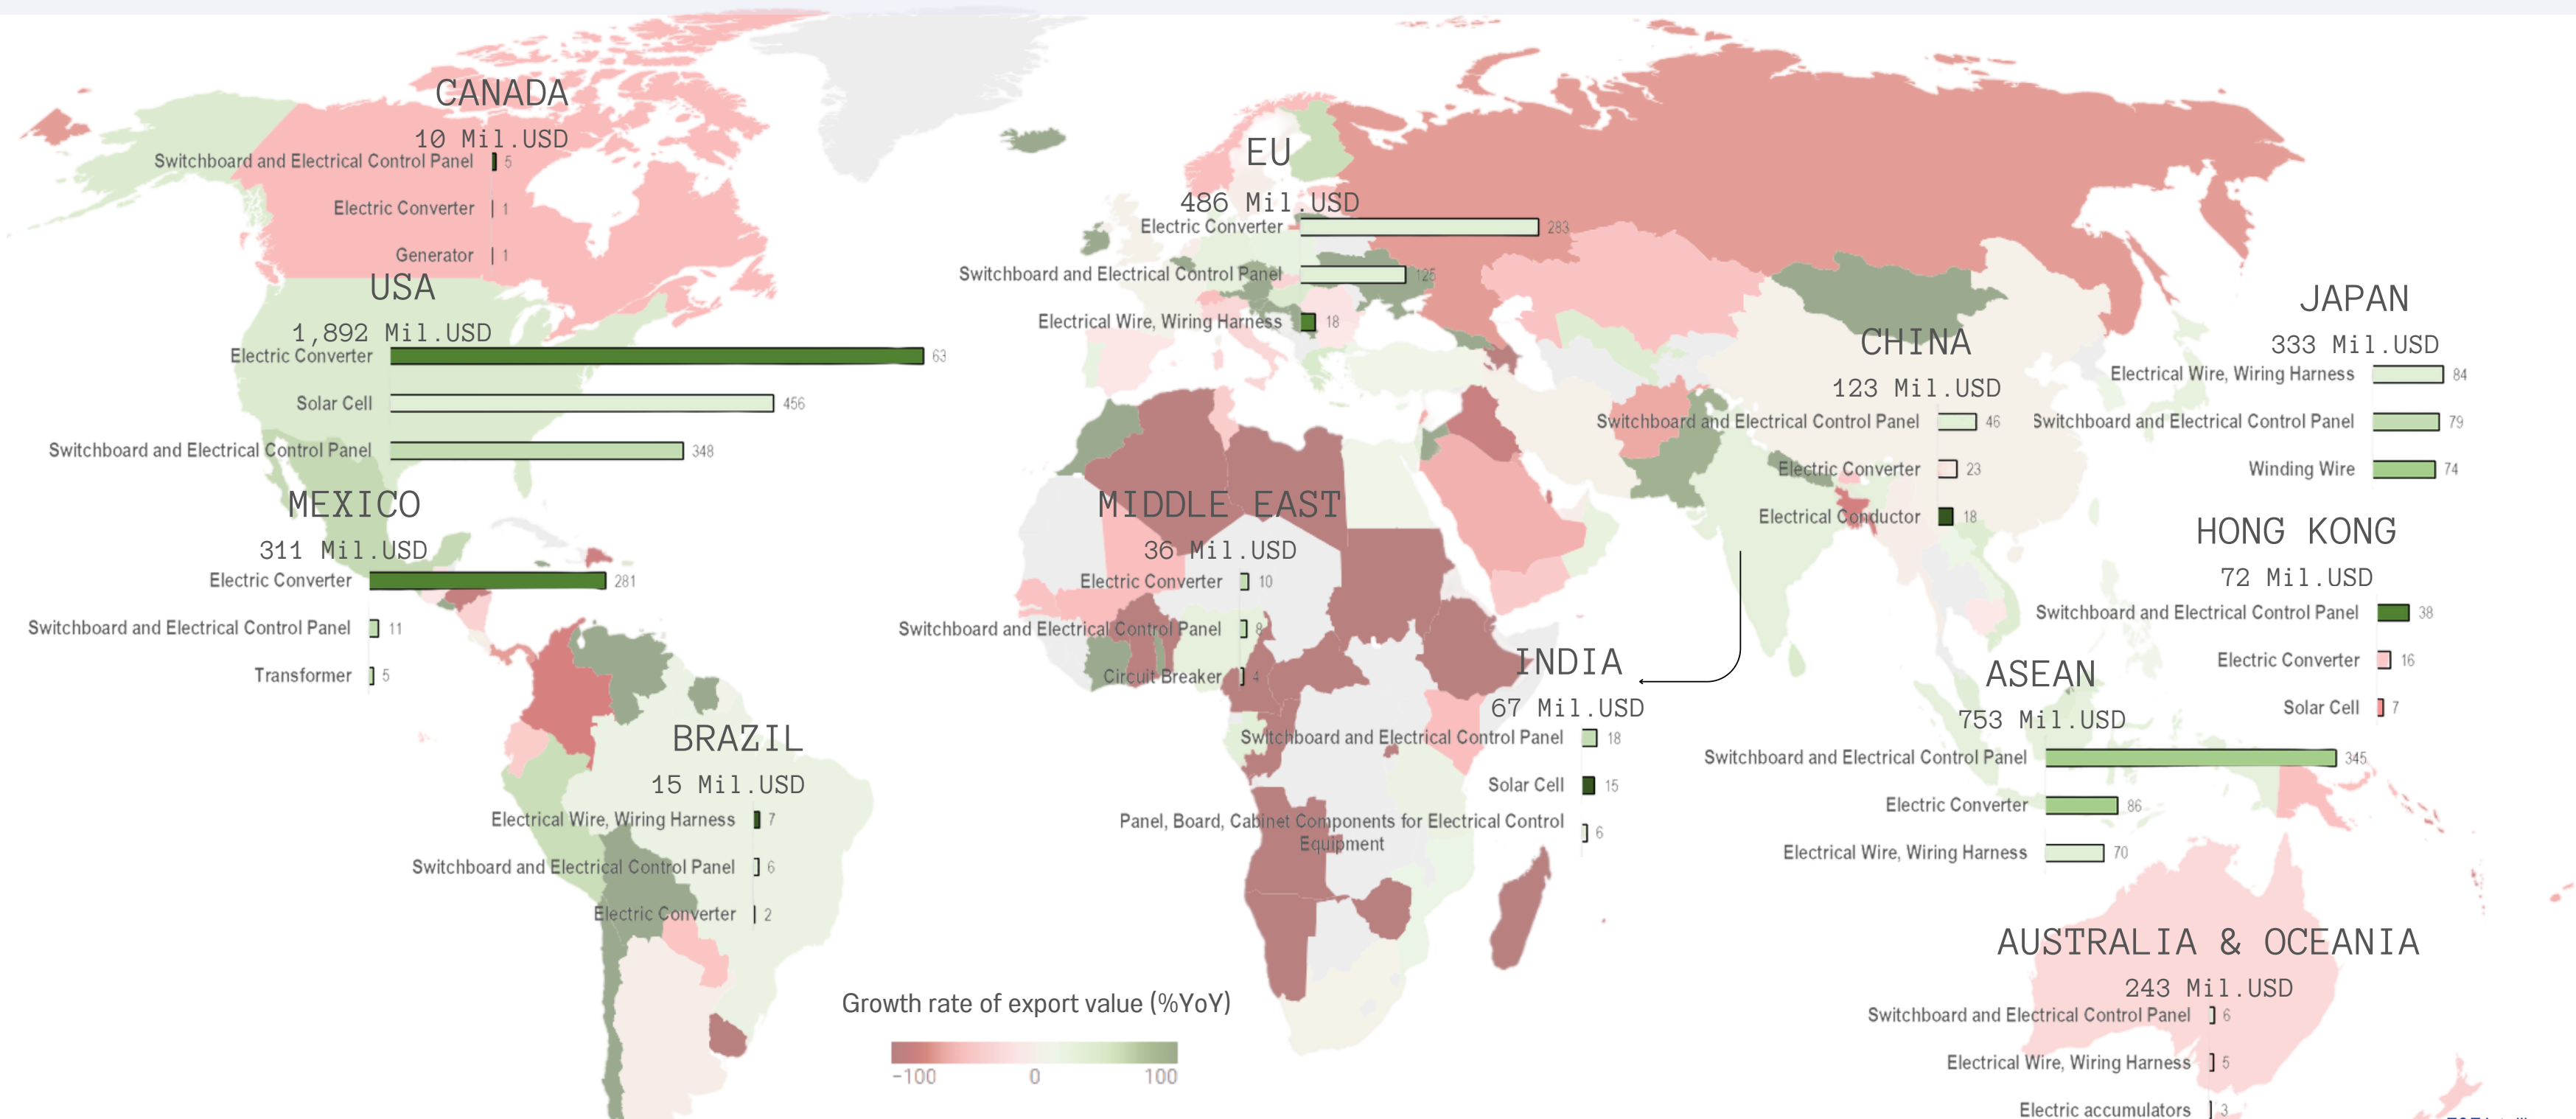 CANADA
10 Mil.USD
Switchboard and Electrical Control Panel 5
Electric Converter 1
Generator 1
USA
1,892 Mil.USD
Electric Converter 63
Solar Cell 456
Switchboard and Electrical Control Panel 348
MEXICO
311 Mil.USD
Electric Converter 281
Switchboard and Electrical Control Panel 11
Transformer 5
BRAZIL
15 Mil.USD
Electrical Wire, Wiring Harness 7
Switchboard and Electrical Control Panel 6
Electric Converter 2
EU
486 Mil.USD
Electric Converter 283
Switchboard and Electrical Control Panel 125
Electrical Wire, Wiring Harness 18
MIDDLE EAST
36 Mil.USD
Electric Converter 10
Switchboard and Electrical Control Panel 8
Circuit Breaker 4
INDIA
67 Mil.USD
Switchboard and Electrical Control Panel 18
Solar Cell 15
Panel, Board, Cabinet Components for Electrical Control
Equipment 6
CHINA
123 Mil.USD
Switchboard and Electrical Control Panel 46
Electric Converter 23
Electrical Conductor 18
JAPAN
333 Mil.USD
Electrical Wire, Wiring Harness 84
Switchboard and Electrical Control Panel 79
Winding Wire 74
HONG KONG
72 Mil.USD
Switchboard and Electrical Control Panel 38
Electric Converter 16
Solar Cell 7
ASEAN
753 Mil.USD
Switchboard and Electrical Control Panel 345
Electric Converter 86
Electrical Wire, Wiring Harness 70
AUSTRALIA & OCEANIA
243 Mil.USD
Switchboard and Electrical Control Panel 6
Electrical Wire, Wiring Harness 5
Electric accumulators 3
Growth rate of export value (%YoY)
-100 0 100